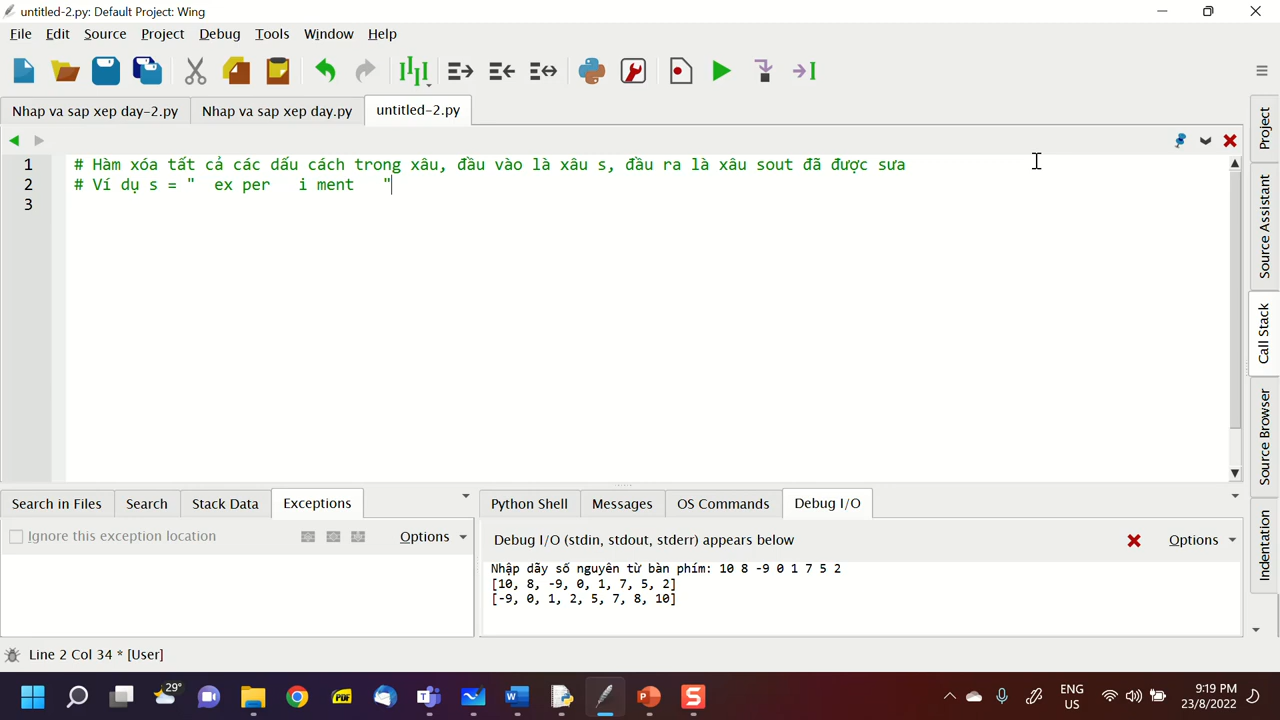 untitled-2.py: Default Project: Wing
File Edit Source Project Debug Tools Window Help
Nhap va sap xep day-2.py Nhap va sap xep day.py untitled-2.py
1 # Hàm xóa tất cả các dấu cách trong xâu, đầu vào là xâu s, đầu ra là xâu sout đã được sưa
2 # Ví dụ s = "  ex per   i ment   "
3
Project
Source Assistant
Call Stack
Source Browser
Indentation
Search in Files Search Stack Data Exceptions
Ignore this exception location Options
Python Shell Messages OS Commands Debug I/O
Debug I/O (stdin, stdout, stderr) appears below Options
Nhập dãy số nguyên từ bàn phím: 10 8 -9 0 1 7 5 2
[10, 8, -9, 0, 1, 7, 5, 2]
[-9, 0, 1, 2, 5, 7, 8, 10]
Line 2 Col 34 * [User]
29°
PDF
ENG
US
9:19 PM
23/8/2022